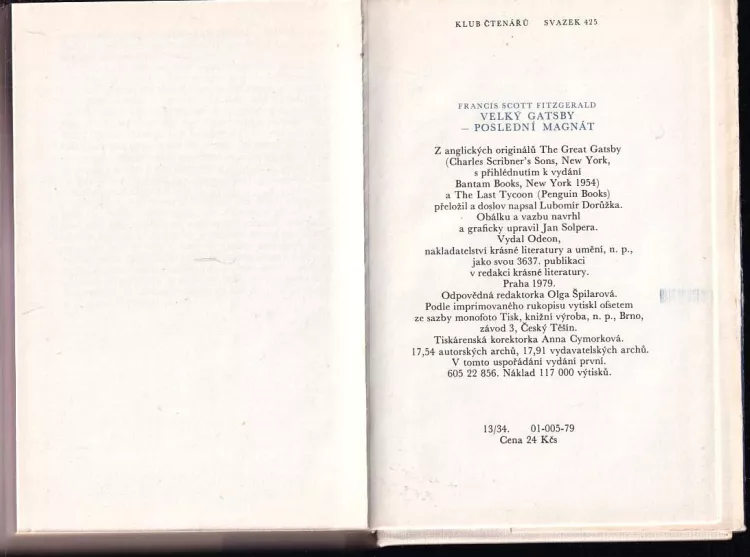 KLUB ČTENÁŘŮ SVAZEK 425
FRANCIS SCOTT FITZGERALD
VELKÝ GATSBY
– POSLEDNÍ MAGNÁT
Z anglických originálů The Great Gatsby
(Charles Scribner's Sons, New York,
s přihlédnutím k vydání
Bantam Books, New York 1954)
a The Last Tycoon (Penguin Books)
přeložil a doslov napsal Lubomír Dorůžka.
Obálku a vazbu navrhl
a graficky upravil Jan Solpera.
Vydal Odeon,
nakladatelství krásné literatury a umění, n. p.,
jako svou 3637. publikaci
v redakci krásné literatury.
Praha 1979.
Odpovědná redaktorka Olga Špilarová.
Podle imprimovaného rukopisu vytiskl ofsetem
ze sazby monofoto Tisk, knižní výroba, n. p., Brno,
závod 3, Český Těšín.
Tiskárenská korektorka Anna Cymorková.
17,54 autorských archů, 17,91 vydavatelských archů.
V tomto uspořádání vydání první.
605 22 856. Náklad 117 000 výtisků.
13/34. 01-005-79
Cena 24 Kčs